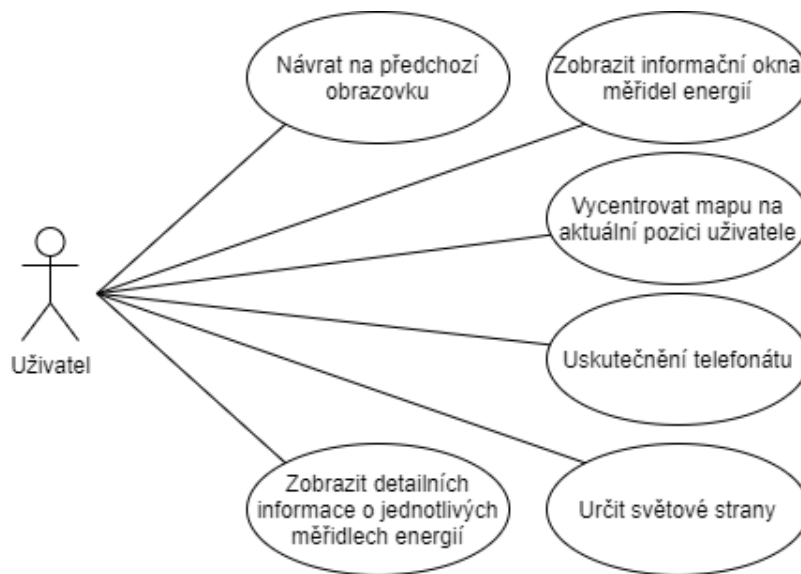 Návrat na předchozí
obrazovku
Zobrazit informační okna
měřidel energií
Vycentrovat mapu na
aktuální pozici uživatele
Uživatel
Uskutečnění telefonátu
Zobrazit detailních
informace o jednotlivých
měřidlech energií
Určit světové strany